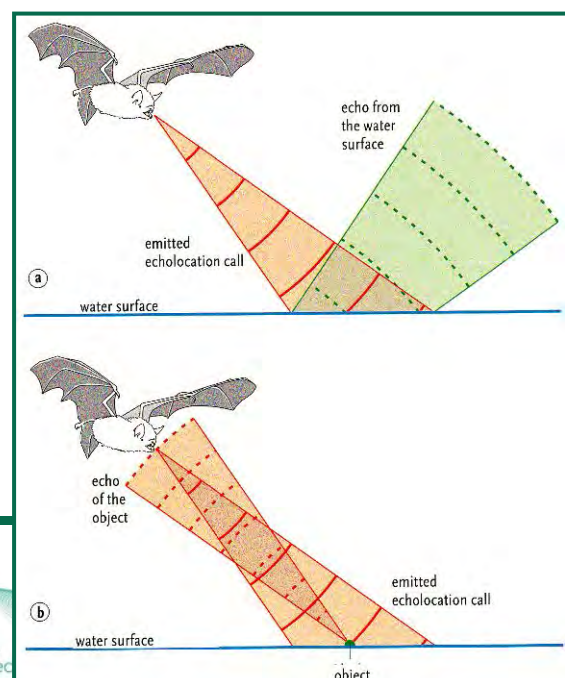 echo from
the water
surface
emitted
echolocation call
a
water surface
echo
of the
object
emitted
echolocation call
b
water surface
object